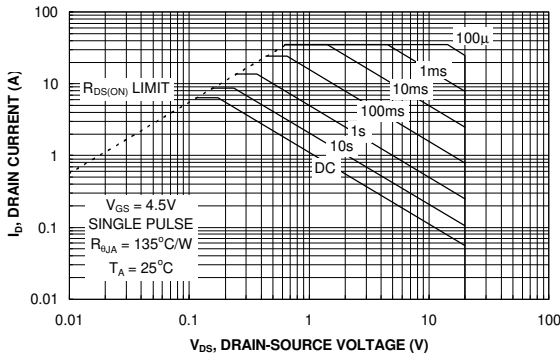 100
10
1
0.1
0.01
I_D, DRAIN CURRENT (A)
R_DS(ON) LIMIT
100µ
1ms
10ms
100ms
1s
10s
DC
V_GS = 4.5V
SINGLE PULSE
R_θJA = 135°C/W
T_A = 25°C
0.01
0.1
1
10
100
V_DS, DRAIN-SOURCE VOLTAGE (V)